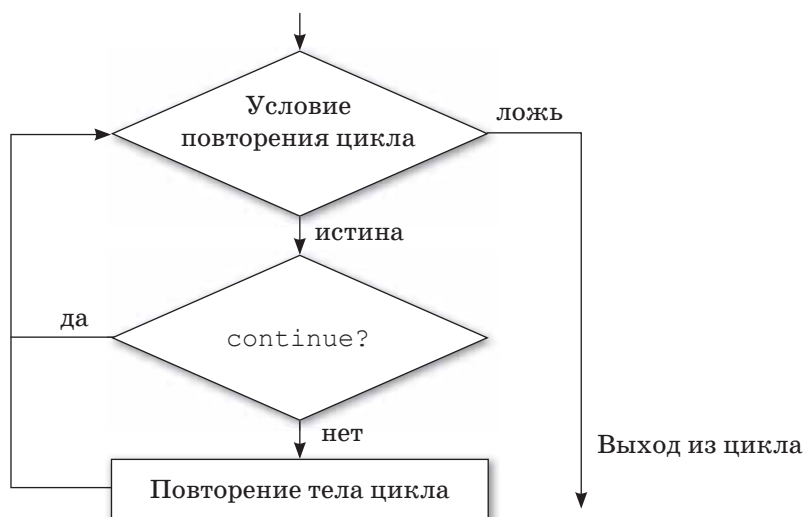 Условие
повторения цикла
ложь
истина
да
continue?
нет
Выход из цикла
Повторение тела цикла